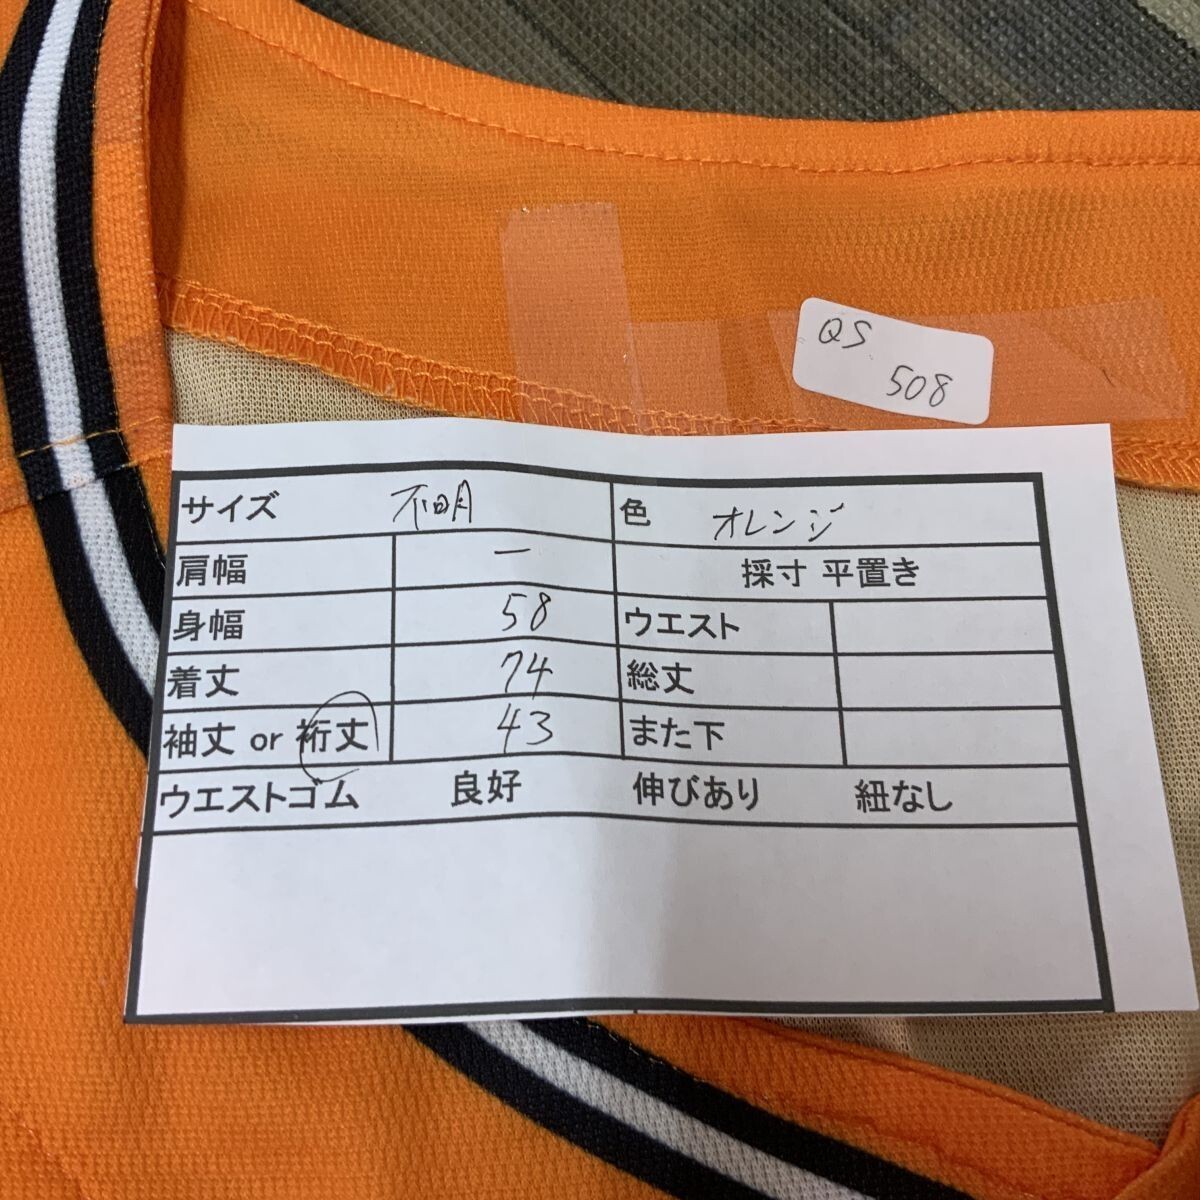 QS
508
サイズ 不明 色 オレンジ
肩幅 ー 採寸 平置き
身幅 58 ウエスト
着丈 74 総丈
袖丈 or 裄丈 43 また下
ウエストゴム 良好 伸びあり 紐なし